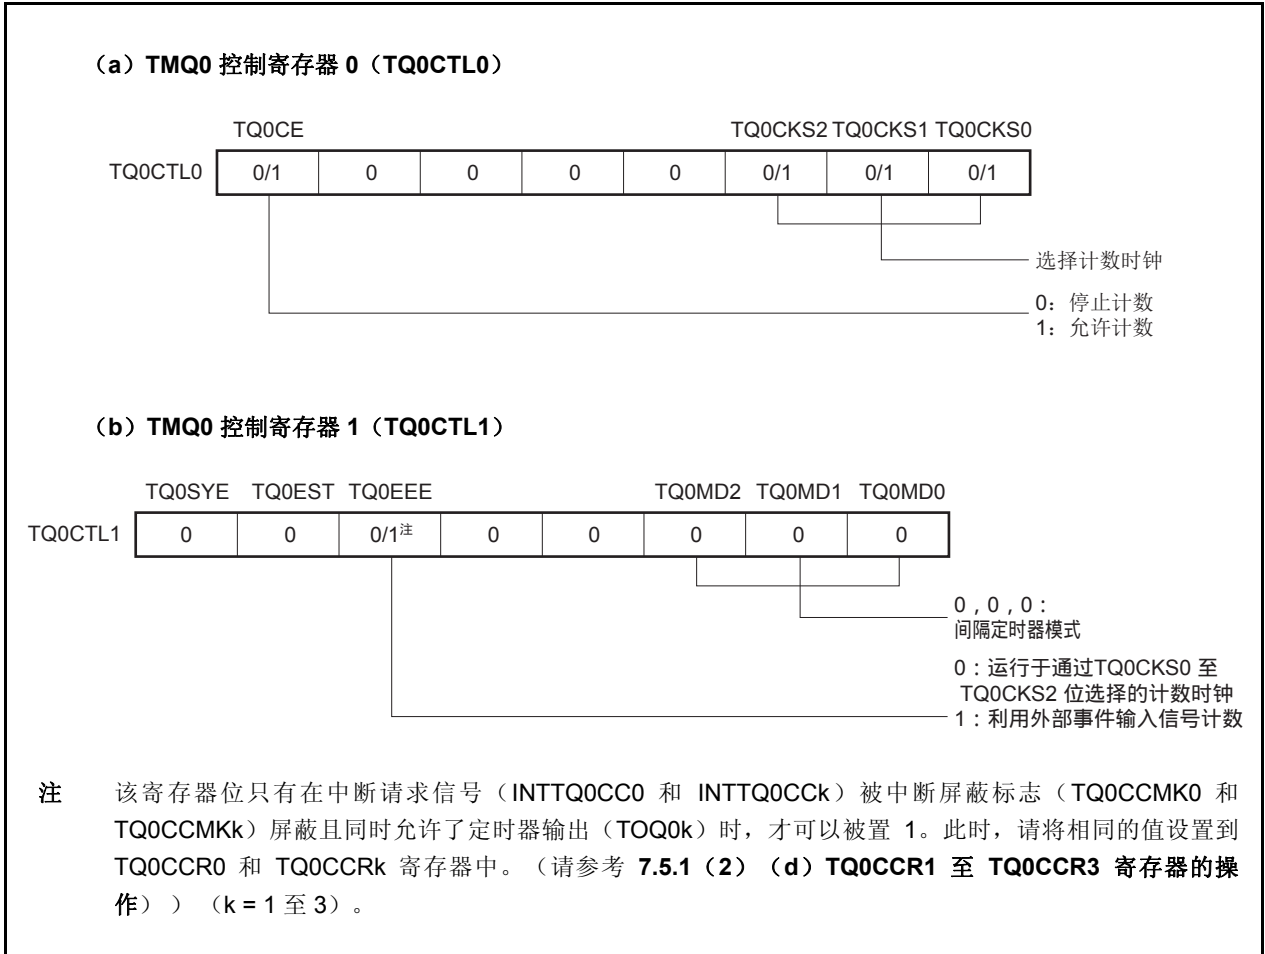 （a）TMQ0 控制寄存器 0（TQ0CTL0）
TQ0CE TQ0CKS2 TQ0CKS1 TQ0CKS0
TQ0CTL0 0/1 0 0 0 0 0/1 0/1 0/1
选择计数时钟
0：停止计数
1：允许计数
（b）TMQ0 控制寄存器 1（TQ0CTL1）
TQ0SYE TQ0EST TQ0EEE TQ0MD2 TQ0MD1 TQ0MD0
TQ0CTL1 0 0 0/1注 0 0 0 0 0
0 , 0 , 0 :
间隔定时器模式
0 : 运行于通过TQ0CKS0 至
TQ0CKS2 位选择的计数时钟
1 : 利用外部事件输入信号计数
注 该寄存器位只有在中断请求信号（INTTQ0CC0 和 INTTQ0CCk）被中断屏蔽标志（TQ0CCMK0 和
TQ0CCMKk）屏蔽且同时允许了定时器输出（TOQ0k）时，才可以被置 1。此时，请将相同的值设置到
TQ0CCR0 和 TQ0CCRk 寄存器中。（请参考 7.5.1（2）（d）TQ0CCR1 至 TQ0CCR3 寄存器的操
作））（k = 1 至 3）。